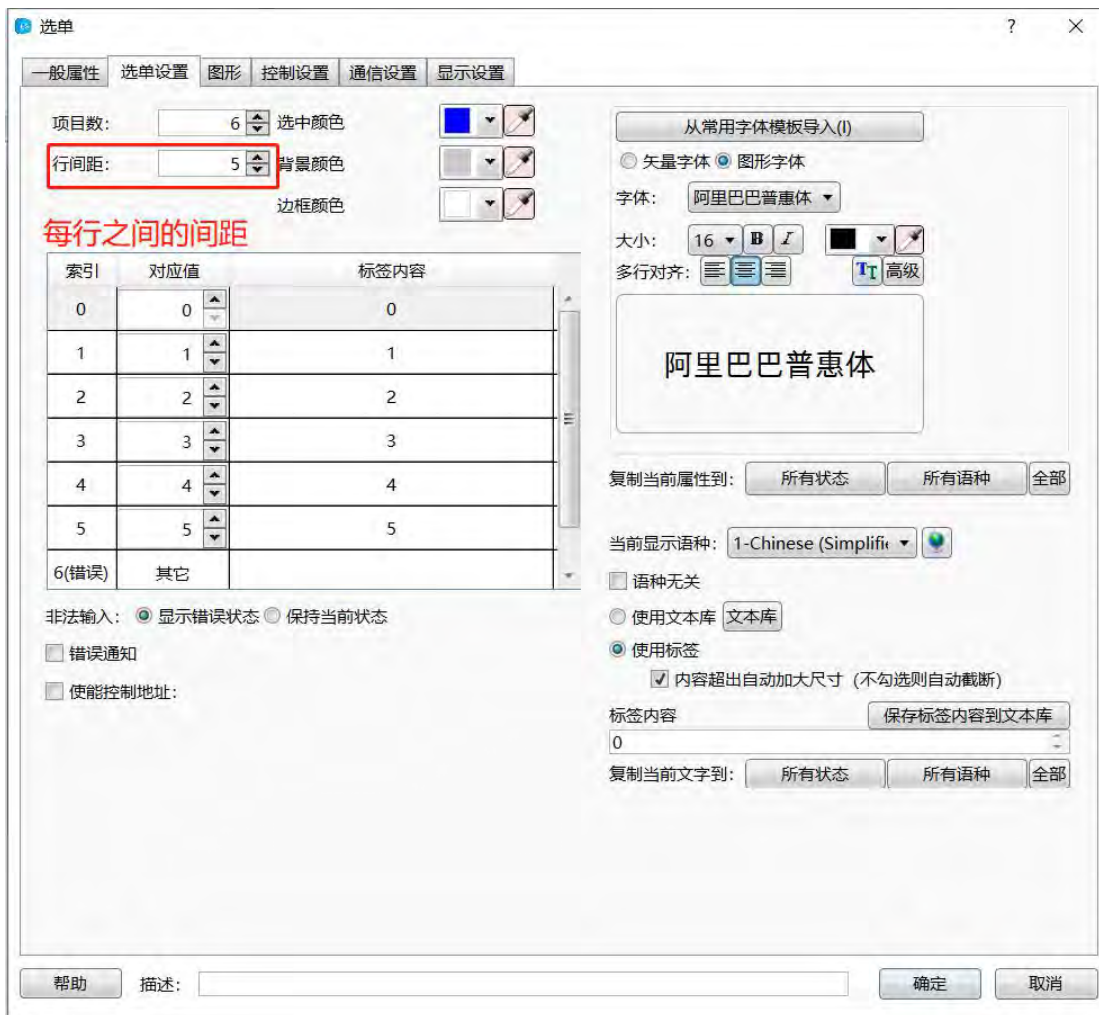 选单
?
一般属性 选单设置 图形 控制设置 通信设置 显示设置
项目数: 6 选中颜色
行间距: 5 背景颜色
边框颜色
每行之间的间距
索引 对应值 标签内容
0 0 0
1 1 1
2 2 2
3 3 3
4 4 4
5 5 5
6(错误) 其它
非法输入: 显示错误状态 保持当前状态
错误通知
使能控制地址:
从常用字体模板导入(I)
矢量字体 图形字体
字体: 阿里巴巴普惠体
大小: 16 B I
多行对齐: TT 高级
阿里巴巴普惠体
复制当前属性到: 所有状态 所有语种 全部
当前显示语种: 1-Chinese (Simplifi
语种无关
使用文本库 文本库
使用标签
内容超出自动加大尺寸 (不勾选则自动截断)
标签内容 保存标签内容到文本库
0
复制当前文字到: 所有状态 所有语种 全部
帮助 描述: 确定 取消